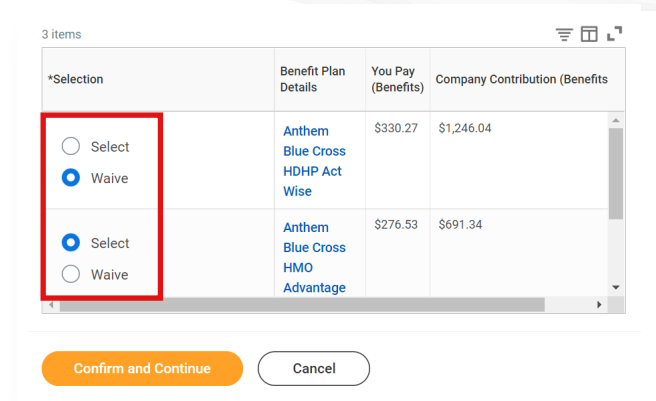 3 items
*Selection
Benefit Plan
Details
You Pay
(Benefits)
Company Contribution (Benefits
Select
Waive
Anthem
Blue Cross
HDHP Act
Wise
$330.27
$1,246.04
Select
Waive
Anthem
Blue Cross
HMO
Advantage
$276.53
$691.34
Confirm and Continue
Cancel